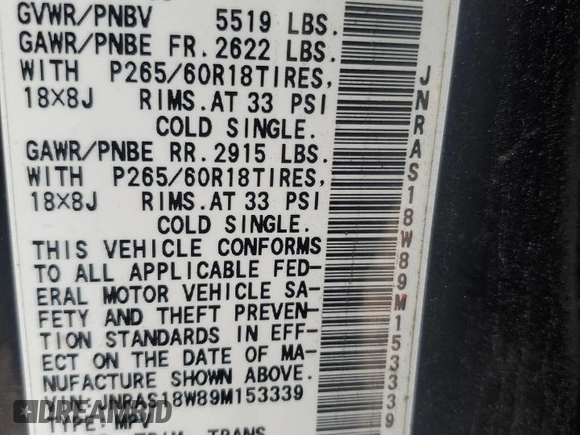 GVWR/PNBV 5519 LBS.
GAWR/PNBE FR. 2622 LBS.
WITH P265/60R18TIRES,
18X8J RIMS.AT 33 PSI
COLD SINGLE.
GAWR/PNBE RR. 2915 LBS.
WITH P265/60R18TIRES,
18X8J RIMS.AT 33 PSI
COLD SINGLE.
THIS VEHICLE CONFORMS
TO ALL APPLICABLE FED-
ERAL MOTOR VEHICLE SA-
FETY AND THEFT PREVEN-
TION STANDARDS IN EFF-
ECT ON THE DATE OF MA-
NUFACTURE SHOWN ABOVE.
VIN: JNRAS18W89M153339
TYPE: MPV
TRIM TRANS
JNRAS18W89M153339
DREAMBID